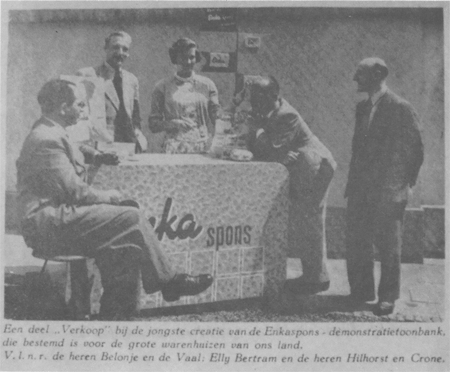 Enka
spons
Een deel „Verkoop” bij de jongste creatie van de Enkaspons - demonstratietoonbank,
die bestemd is voor de grote warenhuizen van ons land.
V.l.n.r. de heren Belonje en de Vaal: Elly Bertram en de heren Hilhorst en Crone.